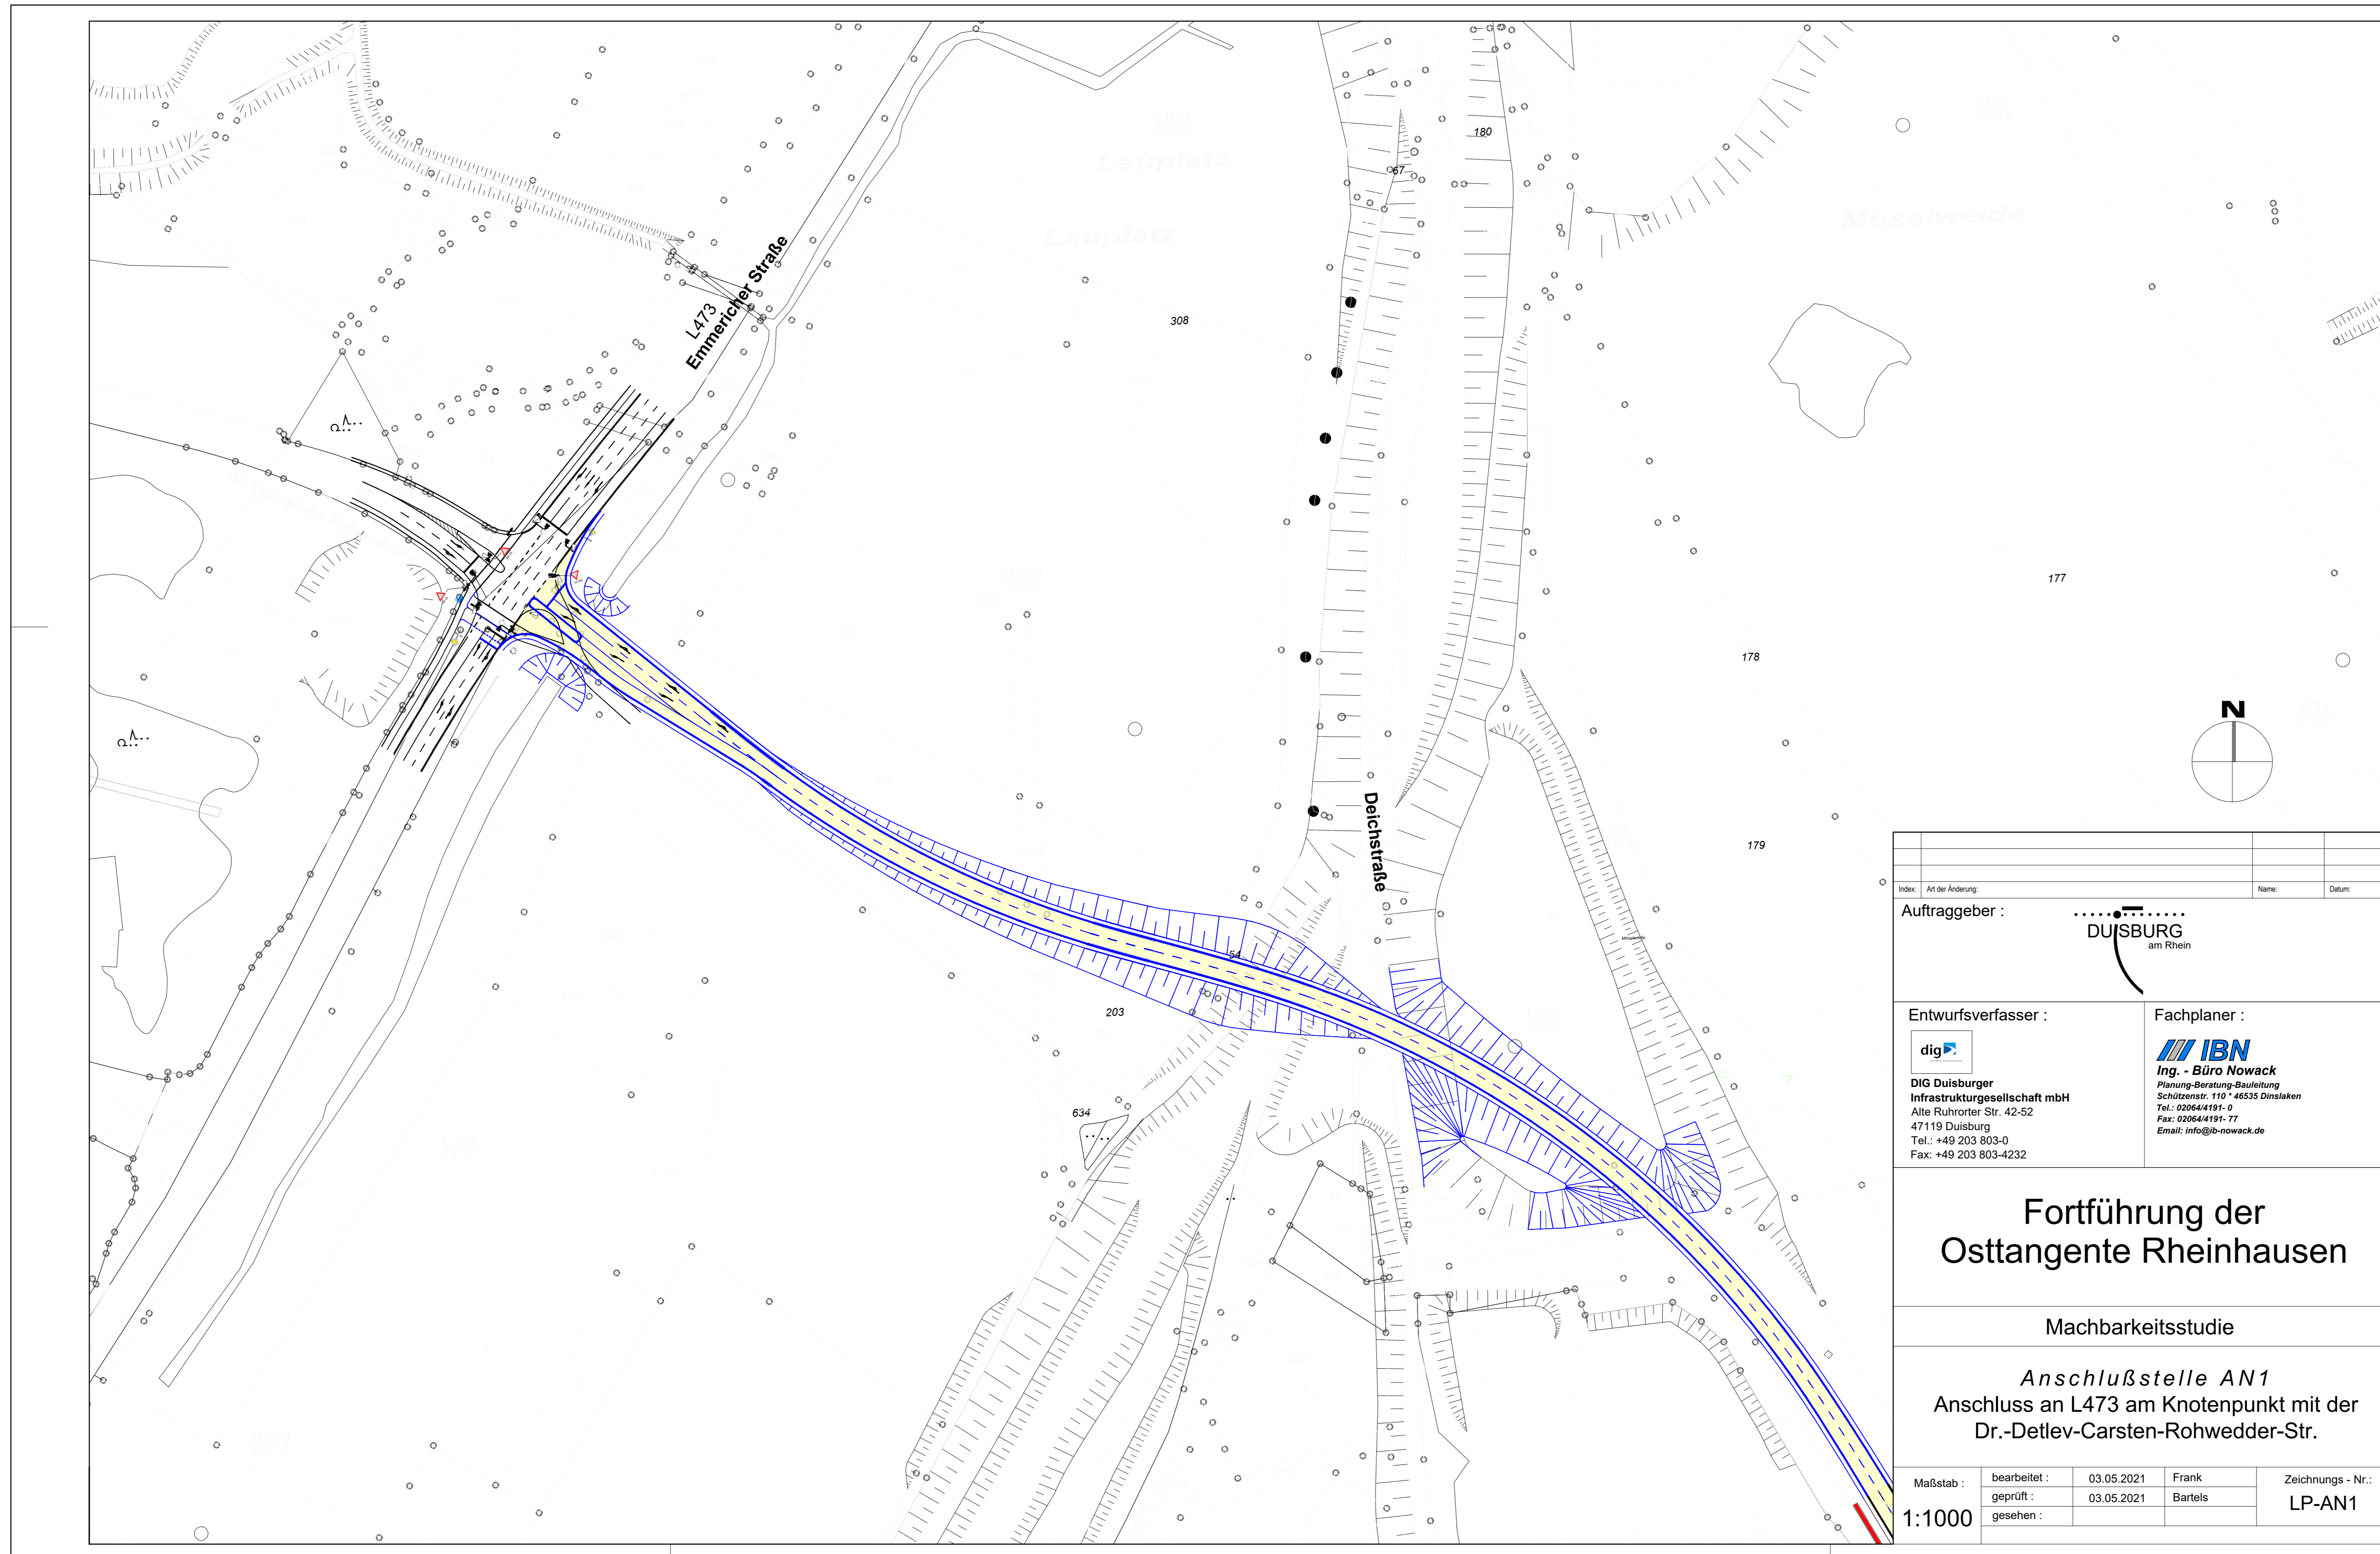 Lauplatz
Lauplatz
Moselweide
180
67
L473
Emmericher Straße
308
177
178
179
Deichstraße
54
203
634
N
Index:
Art der Änderung:
Name:
Datum:
Auftraggeber :
DUISBURG
am Rhein
Entwurfsverfasser :
dig
DIG Duisburger
Infrastrukturgesellschaft mbH
Alte Ruhrorter Str. 42-52
47119 Duisburg
Tel.: +49 203 803-0
Fax: +49 203 803-4232
Fachplaner :
IBN
Ing. - Büro Nowack
Planung-Beratung-Bauleitung
Schützenstr. 110 * 46535 Dinslaken
Tel.: 02064/4191- 0
Fax: 02064/4191- 77
Email: info@ib-nowack.de
Fortführung der
Osttangente Rheinhausen
Machbarkeitsstudie
Anschlußstelle AN1
Anschluss an L473 am Knotenpunkt mit der
Dr.-Detlev-Carsten-Rohwedder-Str.
Maßstab :
1:1000
bearbeitet : 03.05.2021 Frank
geprüft : 03.05.2021 Bartels
gesehen :
Zeichnungs - Nr.:
LP-AN1